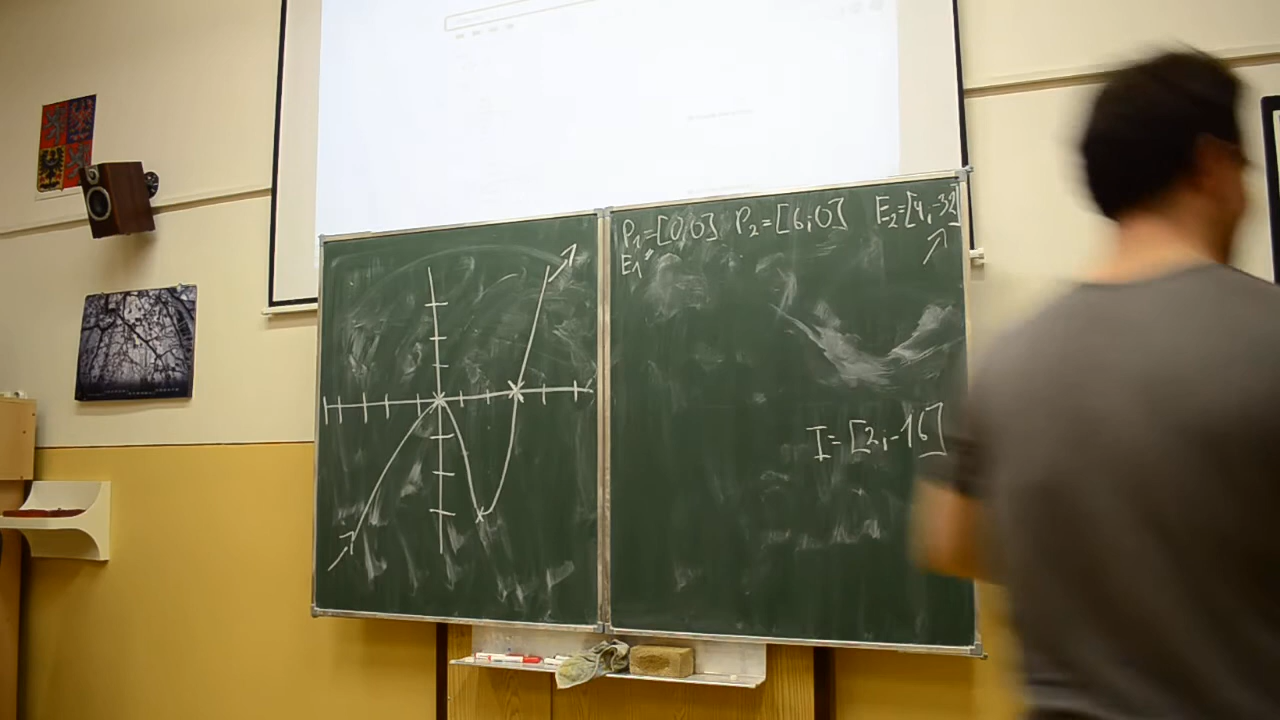 P₁=[0,0] P₂=[6;0] E₂=[4,-32]
E₁
I=[2;-16]